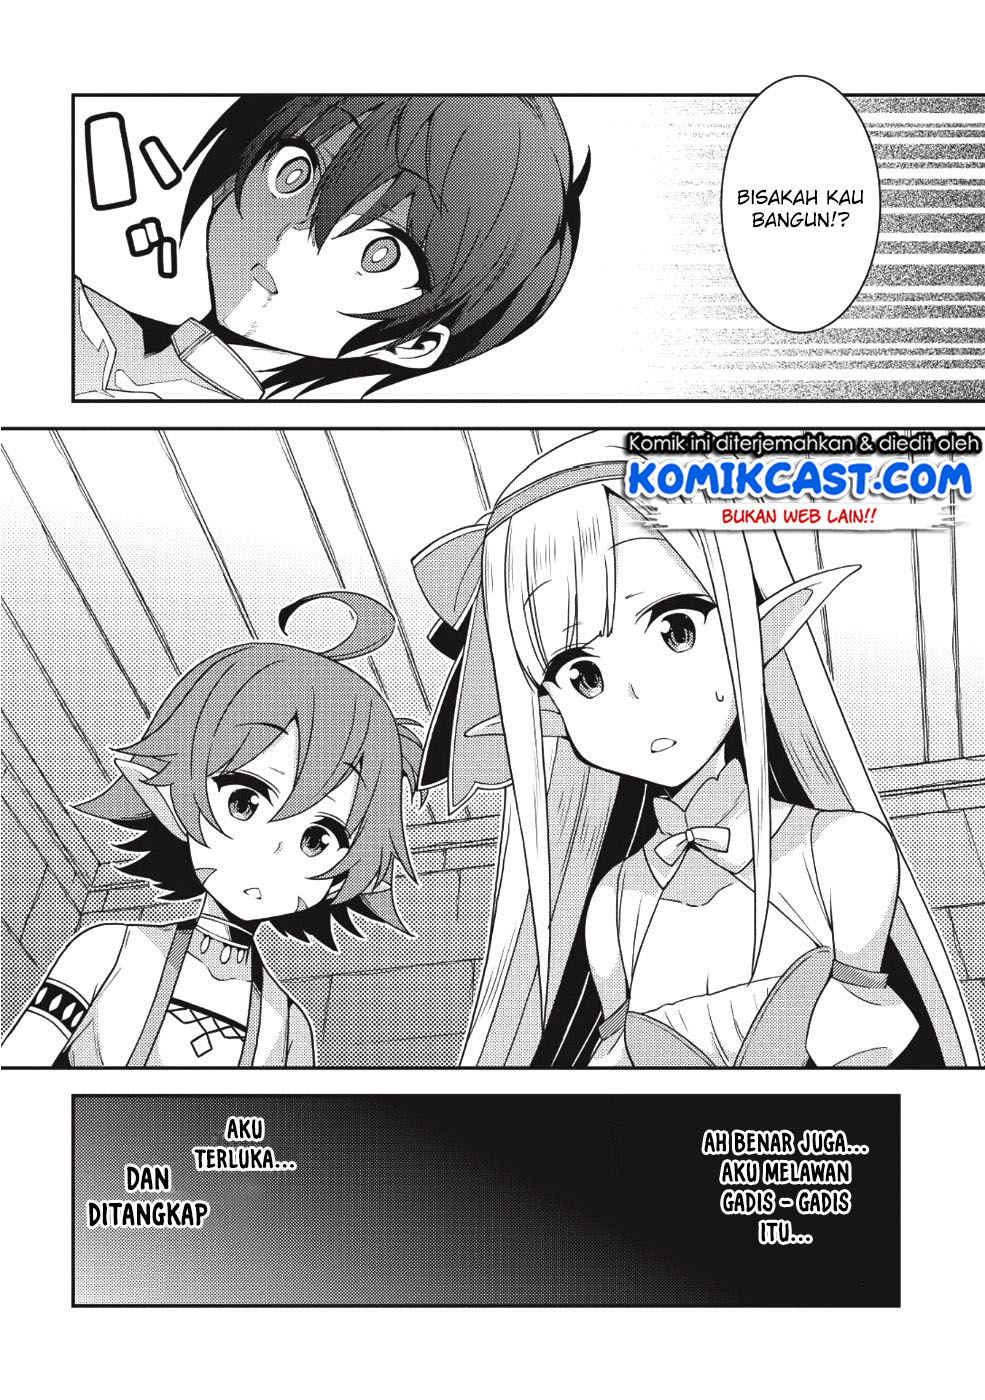 BISAKAH KAU
BANGUN!?
Komik ini diterjemahkan & diedit oleh
KOMIKCAST.COM
BUKAN WEB LAIN!!
AH BENAR JUGA...
AKU MELAWAN
GADIS - GADIS
ITU...
AKU
TERLUKA...
DAN
DITANGKAP